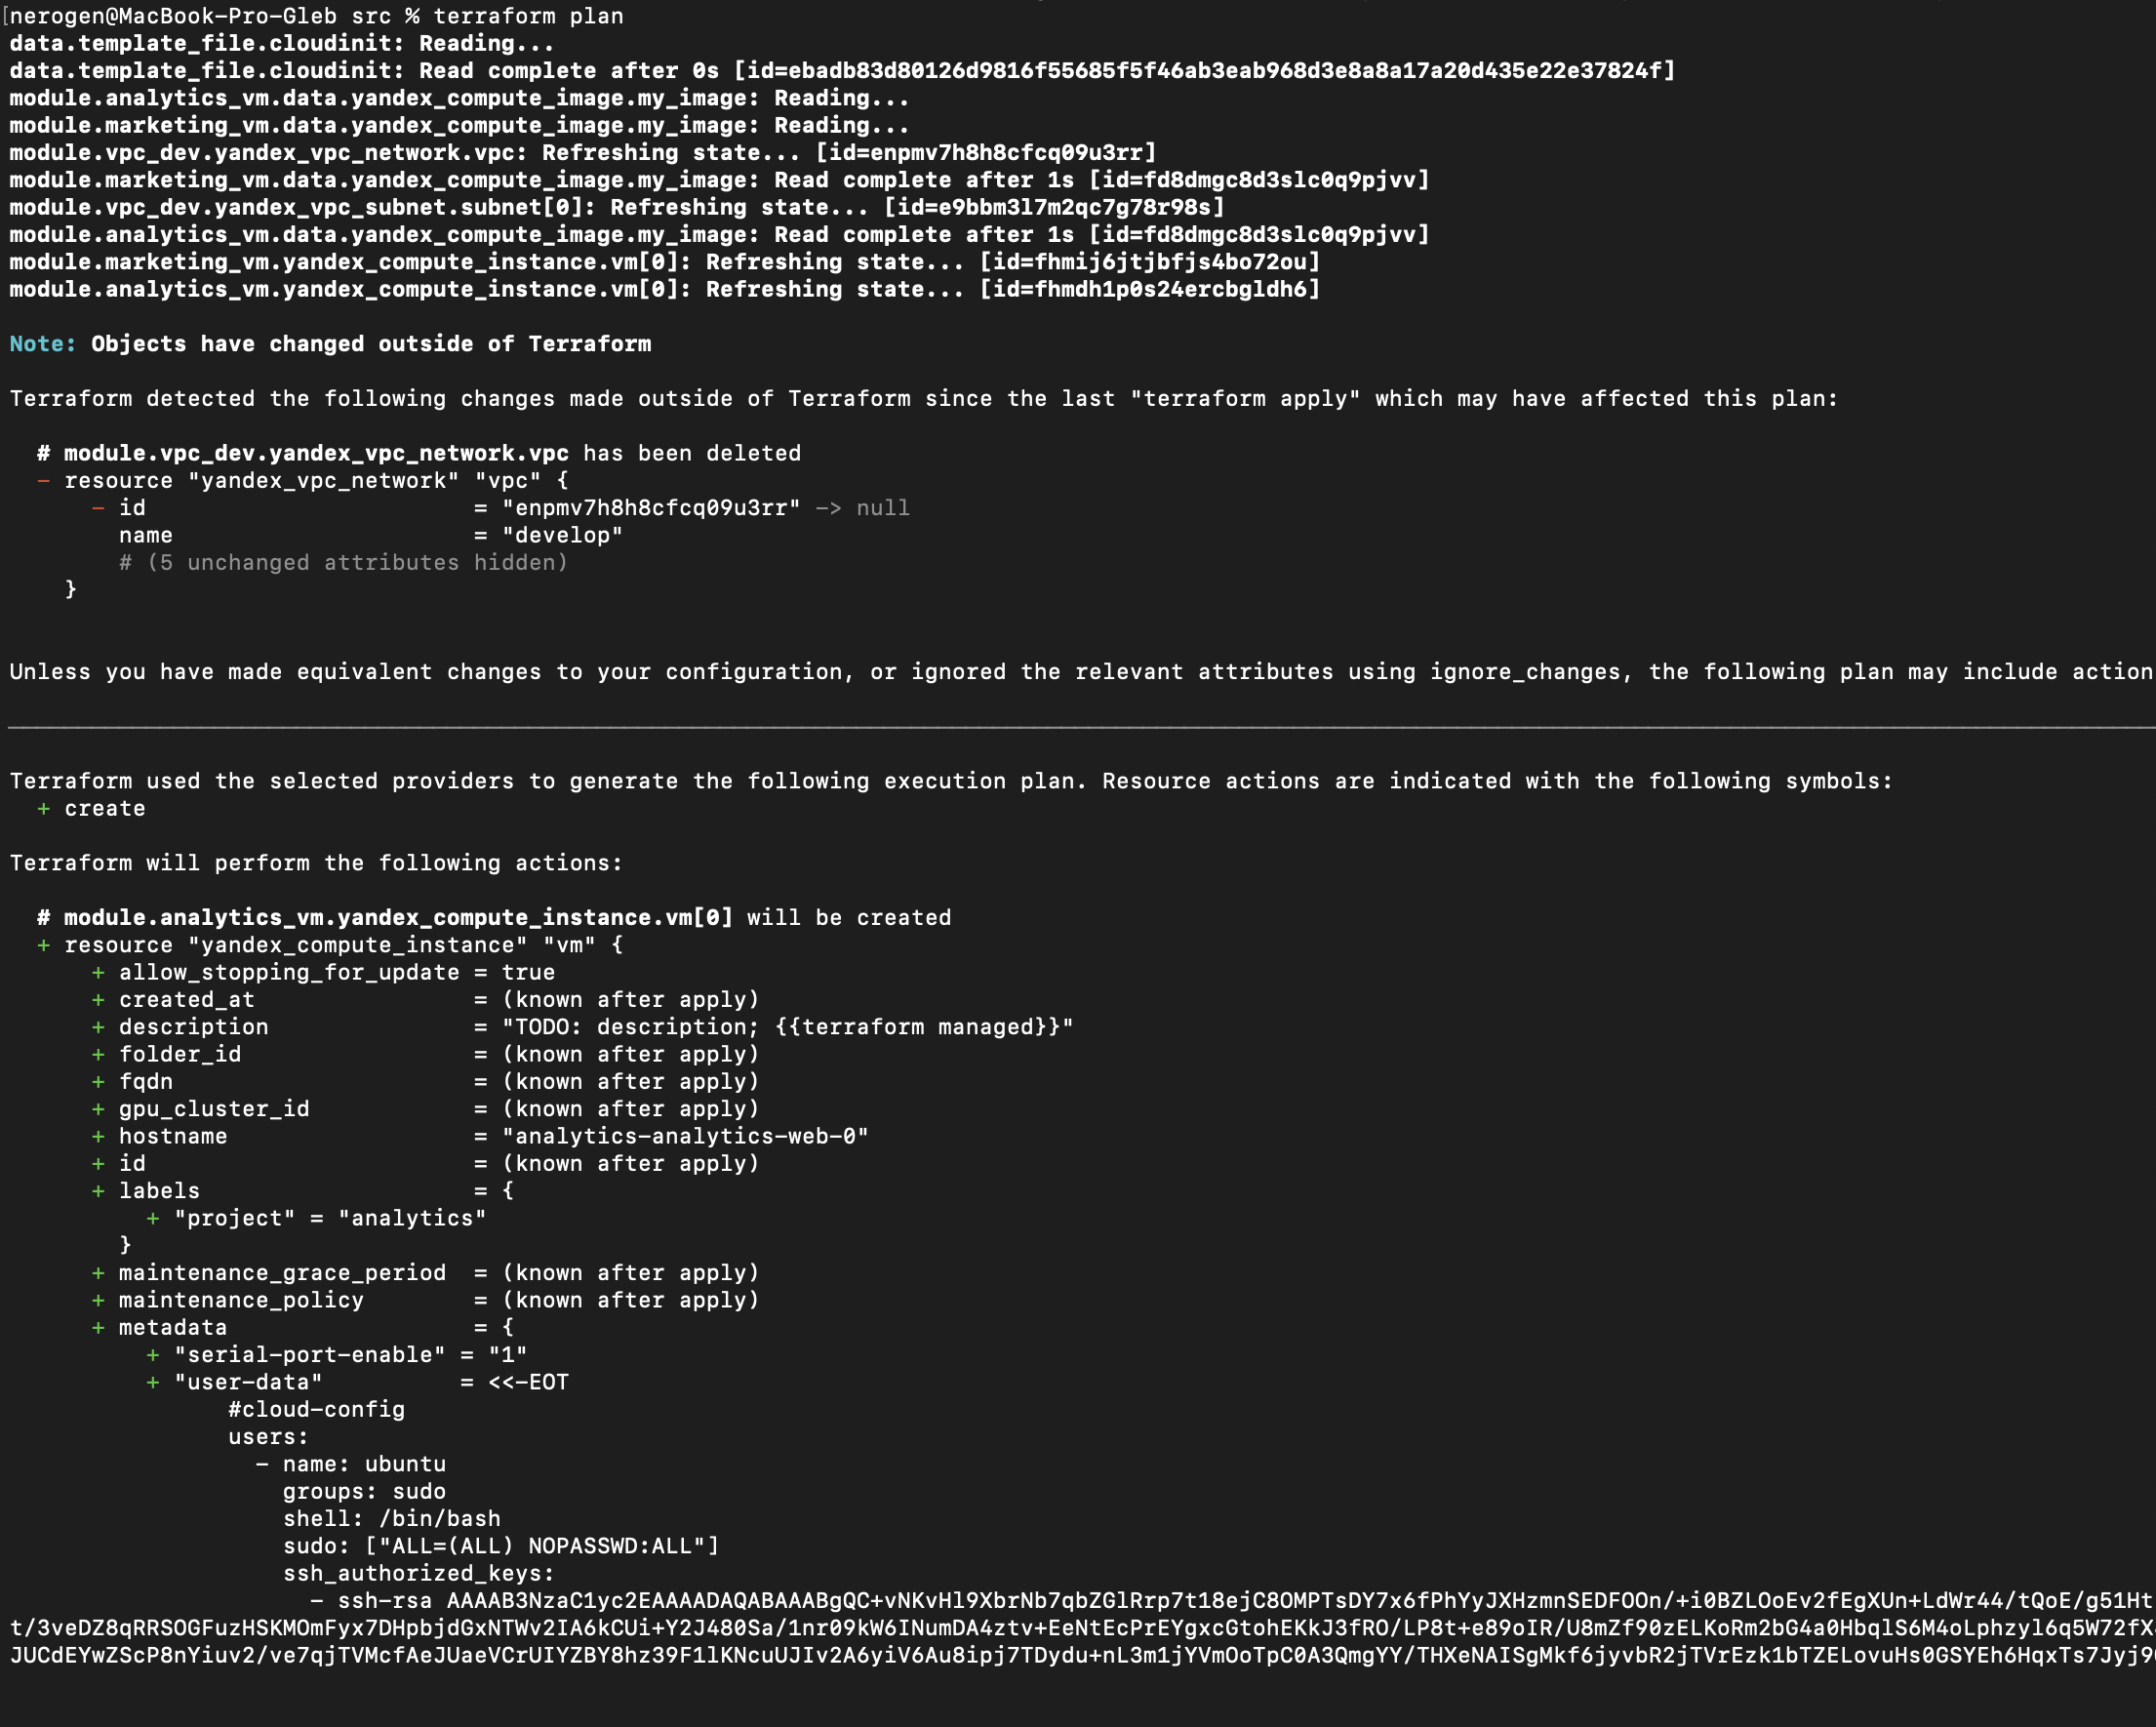 [nerogen@MacBook-Pro-Gleb src % terraform plan
data.template_file.cloudinit: Reading...
data.template_file.cloudinit: Read complete after 0s [id=ebadb83d80126d9816f55685f5f46ab3eab968d3e8a8a17a20d435e22e37824f]
module.analytics_vm.data.yandex_compute_image.my_image: Reading...
module.marketing_vm.data.yandex_compute_image.my_image: Reading...
module.vpc_dev.yandex_vpc_network.vpc: Refreshing state... [id=enpmv7h8h8cfcq09u3rr]
module.marketing_vm.data.yandex_compute_image.my_image: Read complete after 1s [id=fd8dmgc8d3slc0q9pjvv]
module.vpc_dev.yandex_vpc_subnet.subnet[0]: Refreshing state... [id=e9bbm3l7m2qc7g78r98s]
module.analytics_vm.data.yandex_compute_image.my_image: Read complete after 1s [id=fd8dmgc8d3slc0q9pjvv]
module.marketing_vm.yandex_compute_instance.vm[0]: Refreshing state... [id=fhmij6jtjbfjs4bo72ou]
module.analytics_vm.yandex_compute_instance.vm[0]: Refreshing state... [id=fhmdh1p0s24ercbgldh6]
Note: Objects have changed outside of Terraform
Terraform detected the following changes made outside of Terraform since the last "terraform apply" which may have affected this plan:
# module.vpc_dev.yandex_vpc_network.vpc has been deleted
- resource "yandex_vpc_network" "vpc" {
- id = "enpmv7h8h8cfcq09u3rr" -> null
name = "develop"
# (5 unchanged attributes hidden)
}
Unless you have made equivalent changes to your configuration, or ignored the relevant attributes using ignore_changes, the following plan may include action
Terraform used the selected providers to generate the following execution plan. Resource actions are indicated with the following symbols:
+ create
Terraform will perform the following actions:
# module.analytics_vm.yandex_compute_instance.vm[0] will be created
+ resource "yandex_compute_instance" "vm" {
+ allow_stopping_for_update = true
+ created_at = (known after apply)
+ description = "TODO: description; {{terraform managed}}"
+ folder_id = (known after apply)
+ fqdn = (known after apply)
+ gpu_cluster_id = (known after apply)
+ hostname = "analytics-analytics-web-0"
+ id = (known after apply)
+ labels = {
+ "project" = "analytics"
}
+ maintenance_grace_period = (known after apply)
+ maintenance_policy = (known after apply)
+ metadata = {
+ "serial-port-enable" = "1"
+ "user-data" = <<-EOT
#cloud-config
users:
- name: ubuntu
groups: sudo
shell: /bin/bash
sudo: ["ALL=(ALL) NOPASSWD:ALL"]
ssh_authorized_keys:
- ssh-rsa AAAAB3NzaC1yc2EAAAADAQABAAABgQC+vNKvHl9XbrNb7qbZGlRrp7t18ejC8OMPTsDY7x6fPhYyJXHzmnSEDFOOn/+i0BZLOoEv2fEgXUn+LdWr44/tQoE/g51Ht
t/3veDZ8qRRSOGFuzHSKMOmFyx7DHpbjdGxNTWv2IA6kCUi+Y2J480Sa/1nr09kW6INumDA4ztv+EeNtEcPrEYgxcGtohEKkJ3fRO/LP8t+e89oIR/U8mZf90zELKoRm2bG4a0HbqlS6M4oLphzyl6q5W72fX
JUCdEYwZScP8nYiuv2/ve7qjTVMcfAeJUaeVCrUIYZBY8hz39F1lKNcuUJIv2A6yiV6Au8ipj7TDydu+nL3m1jYVmOoTpC0A3QmgYY/THXeNAISgMkf6jyvbR2jTVrEzk1bTZELovuHs0GSYEh6HqxTs7Jyj9